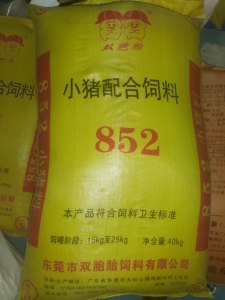 双胞胎
小猪配合饲料
852
本产品符合饲料卫生标准
饲喂阶段：15kg至25kg 净含量:40kg
东莞市双胞胎饲料有限公司